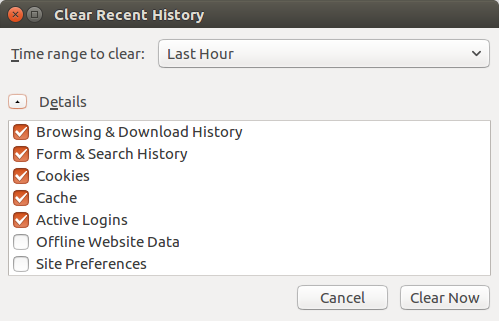 Clear Recent History
Time range to clear: Last Hour
Details
Browsing & Download History
Form & Search History
Cookies
Cache
Active Logins
Offline Website Data
Site Preferences
Cancel Clear Now